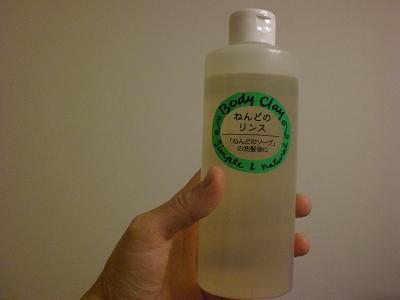 Body Clay
ねんどの
リンス
「ねんどのソープ」
の洗髪後に
Simple & Natural